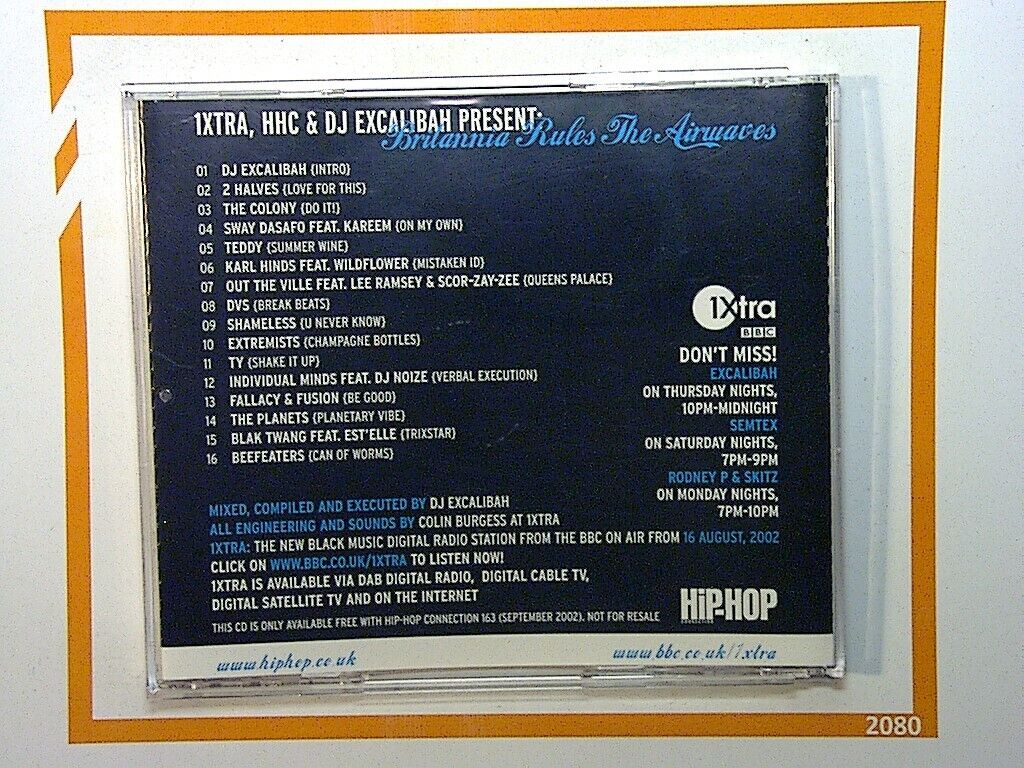 1XTRA, HHC & DJ EXCALIBAH PRESENT:
Britannia Rules The Airwaves
01 DJ EXCALIBAH {INTRO}
02 2 HALVES {LOVE FOR THIS}
03 THE COLONY {DO IT!}
04 SWAY DASAFO FEAT. KAREEM {ON MY OWN}
05 TEDDY {SUMMER WINE}
06 KARL HINDS FEAT. WILDFLOWER {MISTAKEN ID}
07 OUT THE VILLE FEAT. LEE RAMSEY & SCOR-ZAY-ZEE {QUEENS PALACE}
08 DVS {BREAK BEATS}
09 SHAMELESS {U NEVER KNOW}
10 EXTREMISTS {CHAMPAGNE BOTTLES}
11 TY {SHAKE IT UP}
12 INDIVIDUAL MINDS FEAT. DJ NOIZE {VERBAL EXECUTION}
13 FALLACY & FUSION {BE GOOD}
14 THE PLANETS {PLANETARY VIBE}
15 BLAK TWANG FEAT. EST'ELLE {TRIXSTAR}
16 BEEFEATERS {CAN OF WORMS}
1Xtra
BBC
DON'T MISS!
EXCALIBAH
ON THURSDAY NIGHTS,
10PM-MIDNIGHT
SEMTEX
ON SATURDAY NIGHTS,
7PM-9PM
RODNEY P & SKITZ
ON MONDAY NIGHTS,
7PM-10PM
MIXED, COMPILED AND EXECUTED BY DJ EXCALIBAH
ALL ENGINEERING AND SOUNDS BY COLIN BURGESS AT 1XTRA
1XTRA: THE NEW BLACK MUSIC DIGITAL RADIO STATION FROM THE BBC ON AIR FROM 16 AUGUST, 2002
CLICK ON WWW.BBC.CO.UK/1XTRA TO LISTEN NOW!
1XTRA IS AVAILABLE VIA DAB DIGITAL RADIO, DIGITAL CABLE TV,
DIGITAL SATELLITE TV AND ON THE INTERNET
THIS CD IS ONLY AVAILABLE FREE WITH HIP-HOP CONNECTION 163 (SEPTEMBER 2002). NOT FOR RESALE
HIP-HOP
CONNECTION
www.hiphop.co.uk
www.bbc.co.uk/1xtra
2080